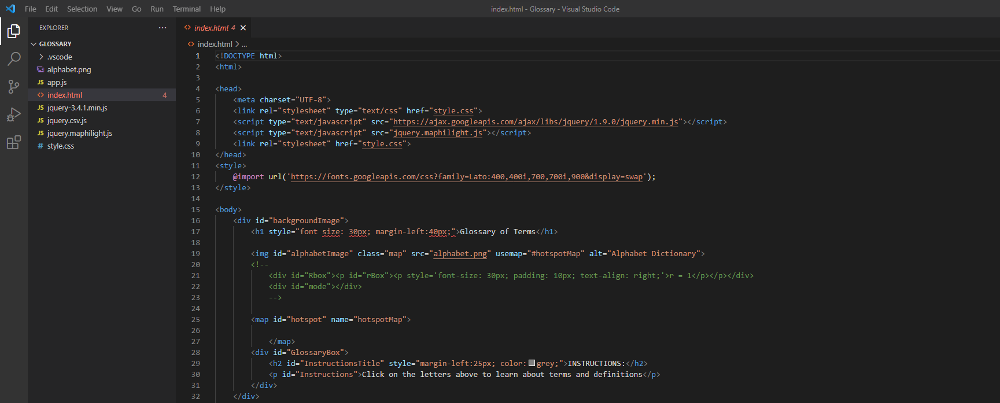 File Edit Selection View Go Run Terminal Help
index.html - Glossary - Visual Studio Code
EXPLORER
GLOSSARY
.vscode
alphabet.png
JS app.js
<> index.html 4
JS jquery-3.4.1.min.js
JS jquery.csv.js
JS jquery.maphilight.js
# style.css
<> index.html 4
<> index.html > ...
1 <!DOCTYPE html>
2 <html>
3
4 <head>
5 <meta charset="UTF-8">
6 <link rel="stylesheet" type="text/css" href="style.css">
7 <script type="text/javascript" src="https://ajax.googleapis.com/ajax/libs/jquery/1.9.0/jquery.min.js"></script>
8 <script type="text/javascript" src="jquery.maphilight.js"></script>
9 <link rel="stylesheet" href="style.css">
10 </head>
11 <style>
12 @import url('https://fonts.googleapis.com/css?family=Lato:400,400i,700,700i,900&display=swap');
13 </style>
14
15 <body>
16 <div id="backgroundImage">
17 <h1 style="font size: 30px; margin-left:40px;">Glossary of Terms</h1>
18
19 <img id="alphabetImage" class="map" src="alphabet.png" usemap="#hotspotMap" alt="Alphabet Dictionary">
20 <!--
21 <div id="Rbox"><p id="rBox"><p style='font-size: 30px; padding: 10px; text-align: right;'>r = 1</p></p></div>
22 <div id="mode"></div>
23 -->
24
25 <map id="hotspot" name="hotspotMap">
26
27 </map>
28 <div id="GlossaryBox">
29 <h2 id="InstructionsTitle" style="margin-left:25px; color:grey;">INSTRUCTIONS:</h2>
30 <p id="Instructions">Click on the letters above to learn about terms and definitions</p>
31 </div>
32 </div>